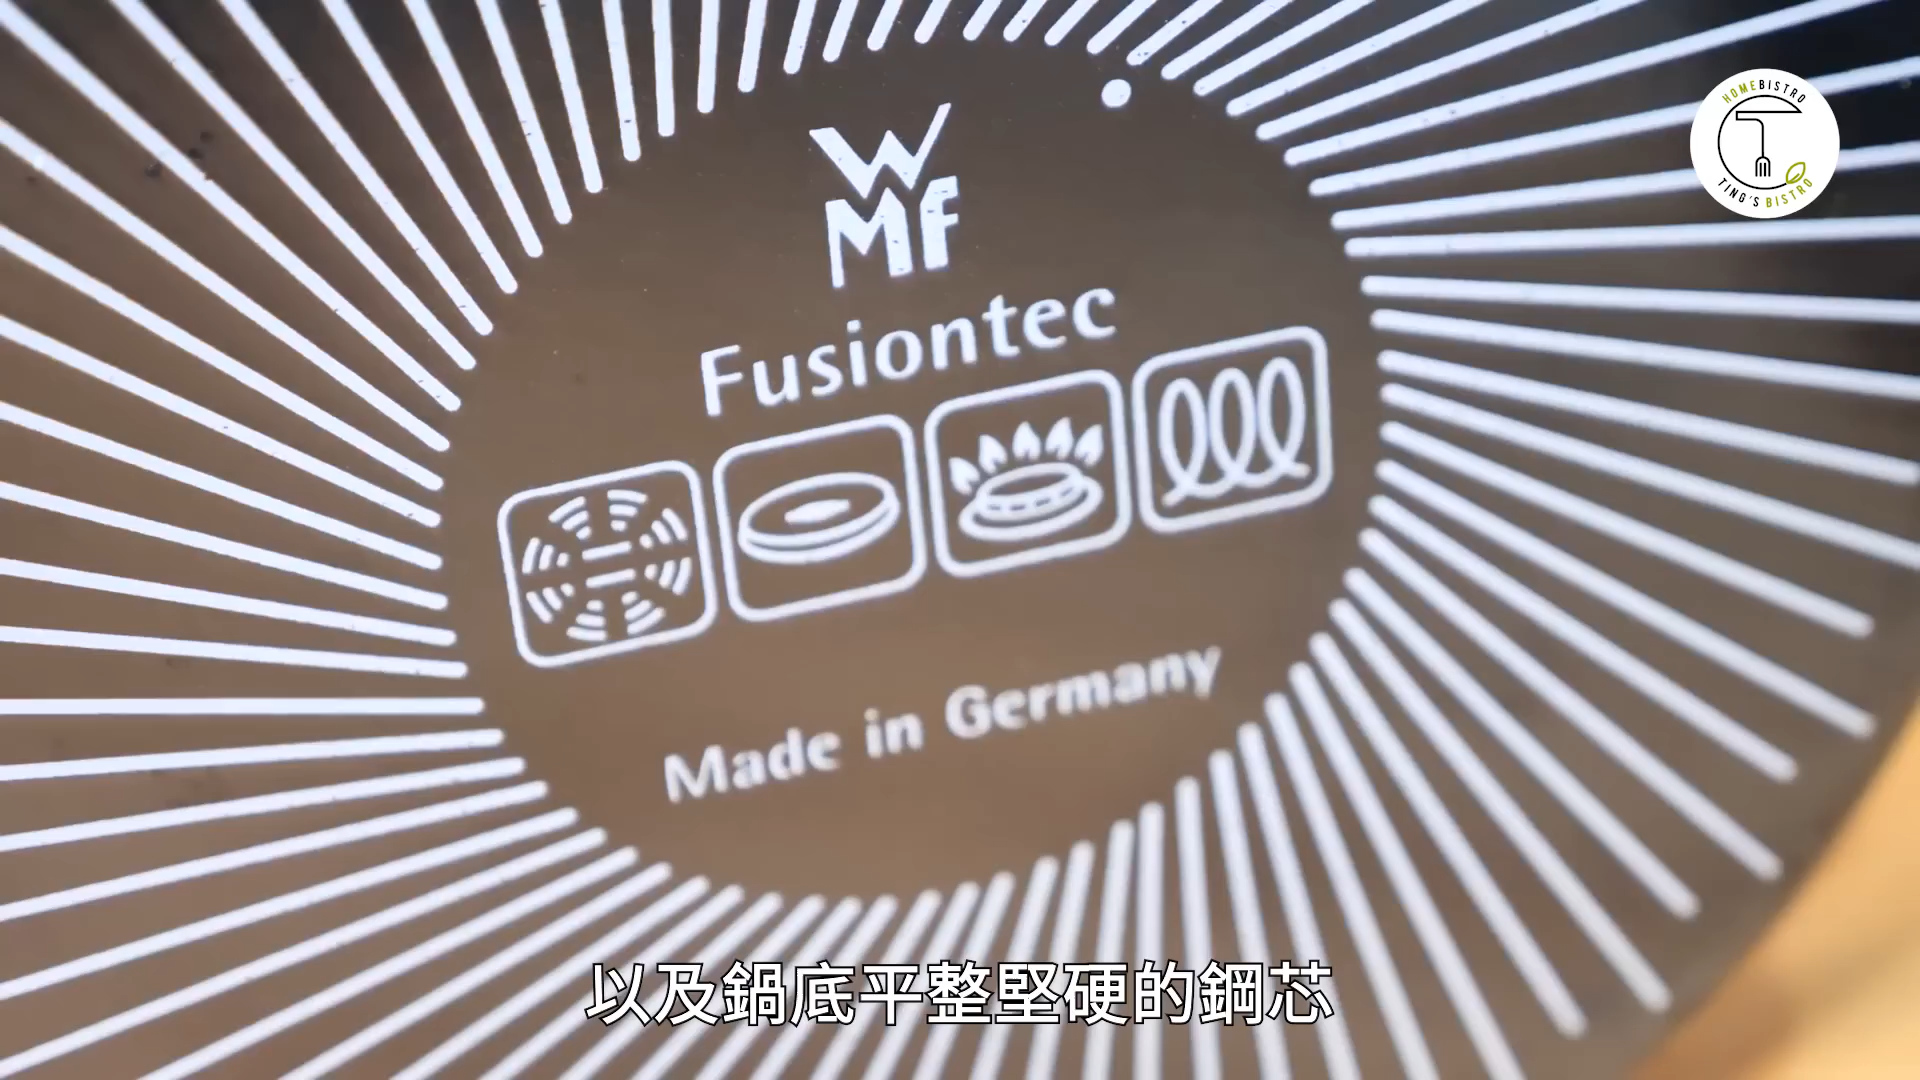 WMF
Fusiontec
Made in Germany
HOMEBISTRO
TING'S BISTRO
以及鍋底平整堅硬的鋼芯